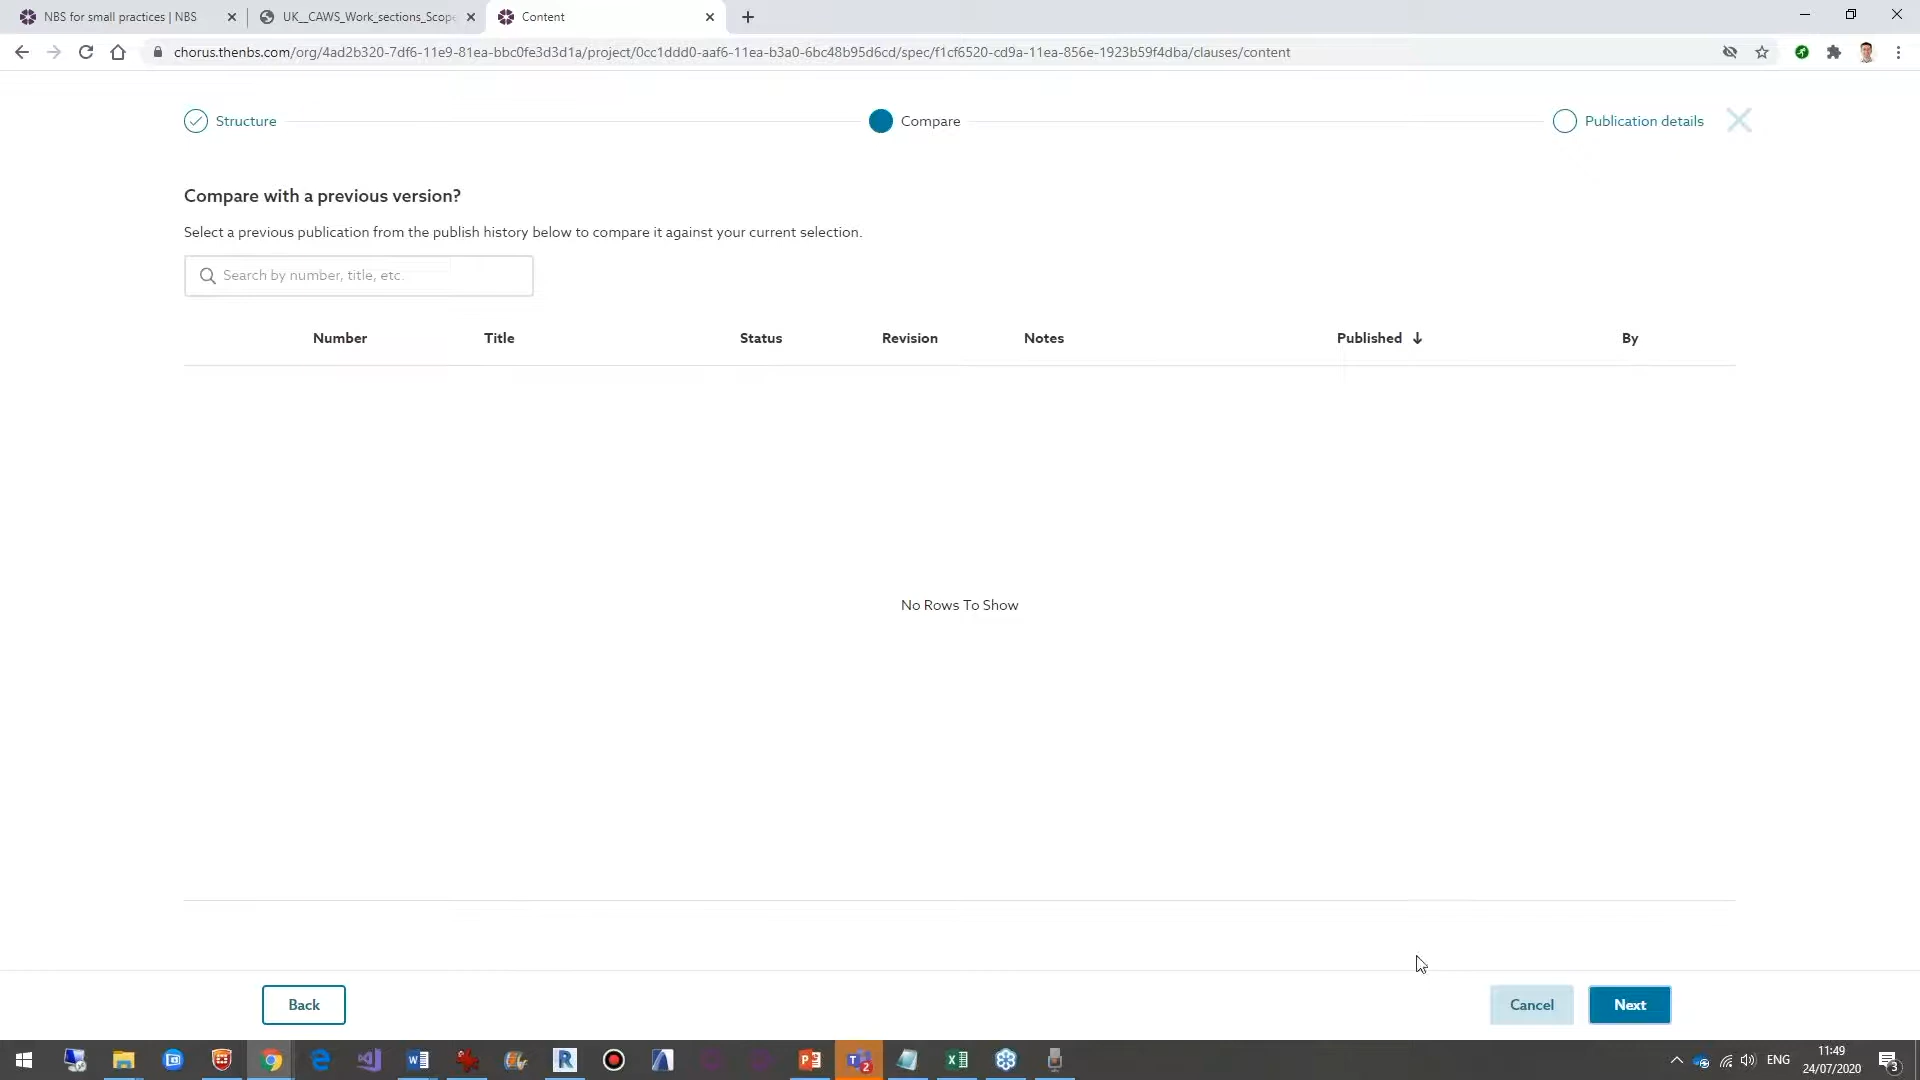 NBS for small practices | NBS
UK__CAWS_Work_sections_Scope
Content
chorus.thenbs.com/org/4ad2b320-7df6-11e9-81ea-bbc0fe3d3d1a/project/0cc1ddd0-aaf6-11ea-b3a0-6bc48b95d6cd/spec/f1cf6520-cd9a-11ea-856e-1923b59f4dba/clauses/content
Structure
Compare
Publication details
Compare with a previous version?
Select a previous publication from the publish history below to compare it against your current selection.
Search by number, title, etc.
Number Title Status Revision Notes Published By
No Rows To Show
Back
Cancel
Next
ENG
11:49
24/07/2020
2
3